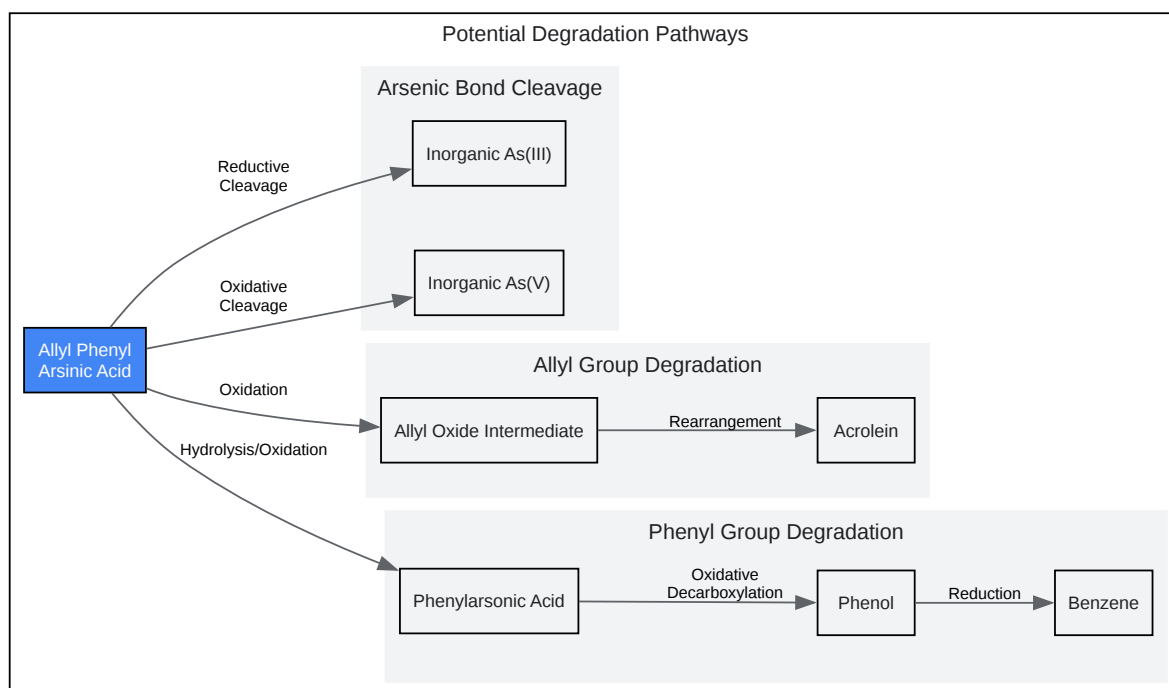 Potential Degradation Pathways
Arsenic Bond Cleavage
Inorganic As(III)
Reductive
Cleavage
Inorganic As(V)
Oxidative
Cleavage
Allyl Phenyl
Arsinic Acid
Allyl Group Degradation
Oxidation
Allyl Oxide Intermediate
Rearrangement
Acrolein
Hydrolysis/Oxidation
Phenyl Group Degradation
Phenylarsonic Acid
Oxidative
Decarboxylation
Phenol
Reduction
Benzene